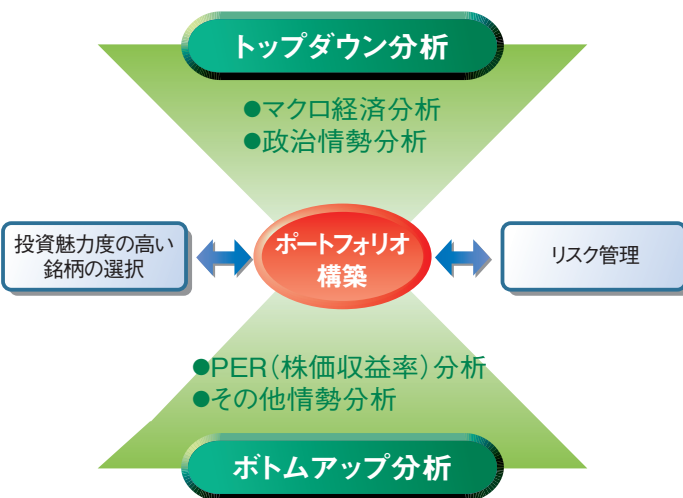 トップダウン分析
●マクロ経済分析
●政治情勢分析
投資魅力度の高い
銘柄の選択
ポートフォリオ
構築
リスク管理
●PER（株価収益率）分析
●その他情勢分析
ボトムアップ分析